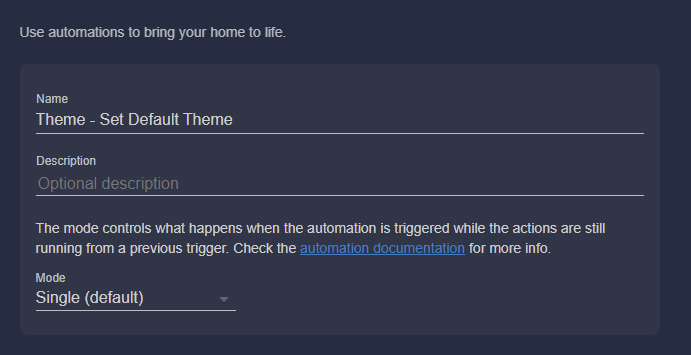 Use automations to bring your home to life.
Name
Theme - Set Default Theme
Description
Optional description
The mode controls what happens when the automation is triggered while the actions are still
running from a previous trigger. Check the automation documentation for more info.
Mode
Single (default)